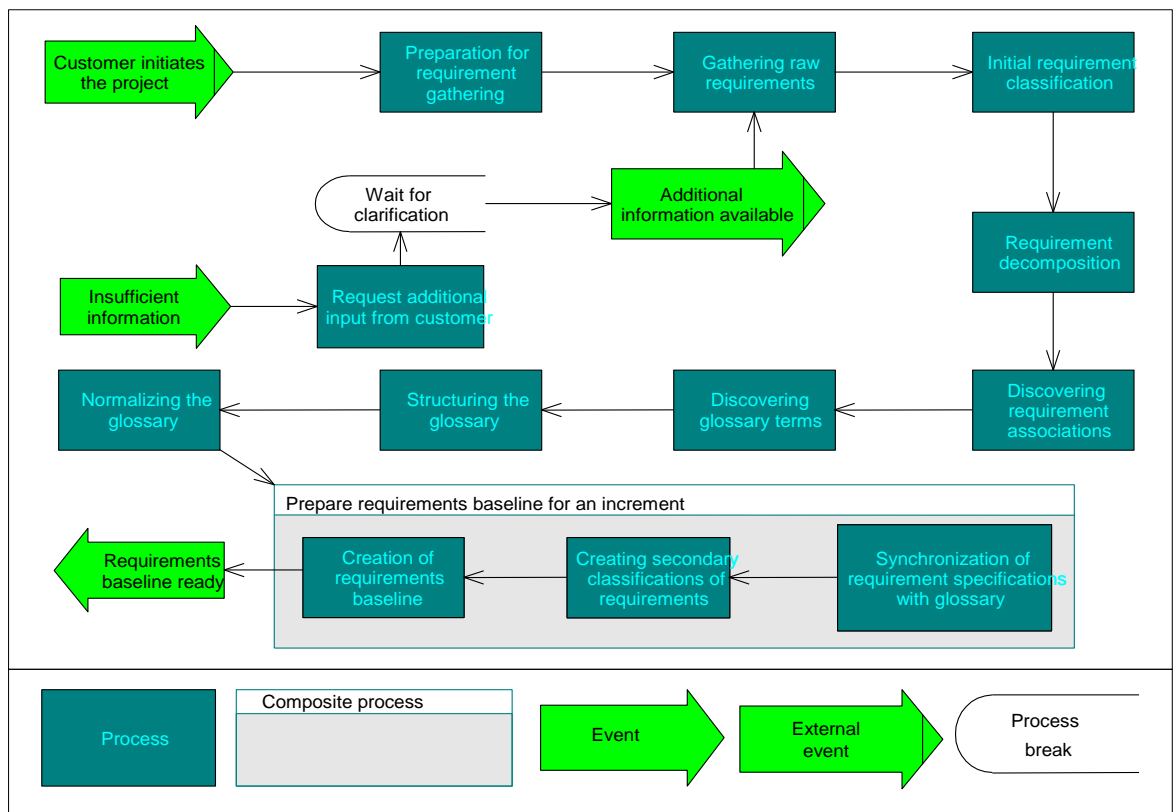 Customer initiates
the project
Preparation for
requirement
gathering
Gathering raw
requirements
Initial requirement
classification
Wait for
clarification
Additional
information available
Requirement
decomposition
Insufficient
information
Request additional
input from customer
Normalizing the
glossary
Structuring the
glossary
Discovering
glossary terms
Discovering
requirement
associations
Prepare requirements baseline for an increment
Requirements
baseline ready
Creation of
requirements
baseline
Creating secondary
classifications of
requirements
Synchronization of
requirement specifications
with glossary
Process
Composite process
Event
External
event
Process
break